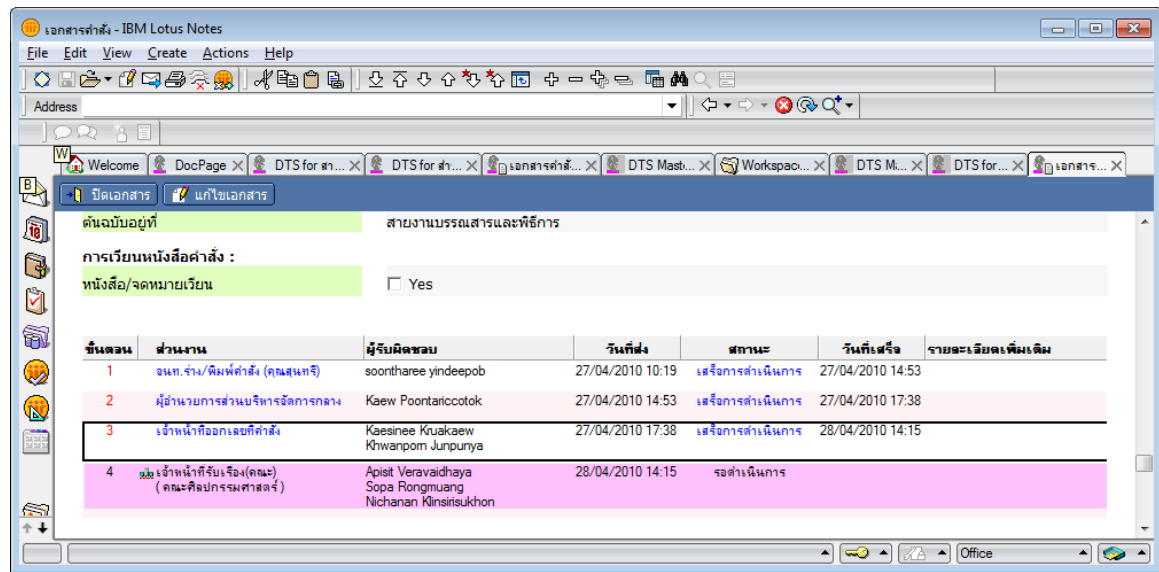 เอกสารคำสั่ง - IBM Lotus Notes
File Edit View Create Actions Help
Address
W
Welcome DocPage DTS for สา... DTS for สำ... เอกสารคำสั่... DTS Mast... Workspac... DTS M... DTS for... เอกสาร...
B
ปิดเอกสาร แก้ไขเอกสาร
ต้นฉบับอยู่ที่ สายงานบรรณสารและพิธีการ
การเวียนหนังสือคำสั่ง :
หนังสือ/จดหมายเวียน Yes
ขั้นตอน ส่วนงาน ผู้รับผิดชอบ วันที่ส่ง สถานะ วันที่เสร็จ รายละเอียดเพิ่มเติม
1 จนท.ร่าง/พิมพ์คำสั่ง (คุณสุนทรี) soontharee yindeepob 27/04/2010 10:19 เสร็จการดำเนินการ 27/04/2010 14:53
2 ผู้อำนวยการส่วนบริหารจัดการกลาง Kaew Poontariccotok 27/04/2010 14:53 เสร็จการดำเนินการ 27/04/2010 17:38
3 เจ้าหน้าที่ออกเลขที่คำสั่ง Kaesinee Kruakaew 27/04/2010 17:38 เสร็จการดำเนินการ 28/04/2010 14:15
Khwanporn Junpunya
4 เจ้าหน้าที่รับเรื่อง(คณะ) Apisit Veravaidhaya 28/04/2010 14:15 รอดำเนินการ
(คณะศิลปกรรมศาสตร์) Sopa Rongmuang
Nichanan Klinsirisukhon
Office